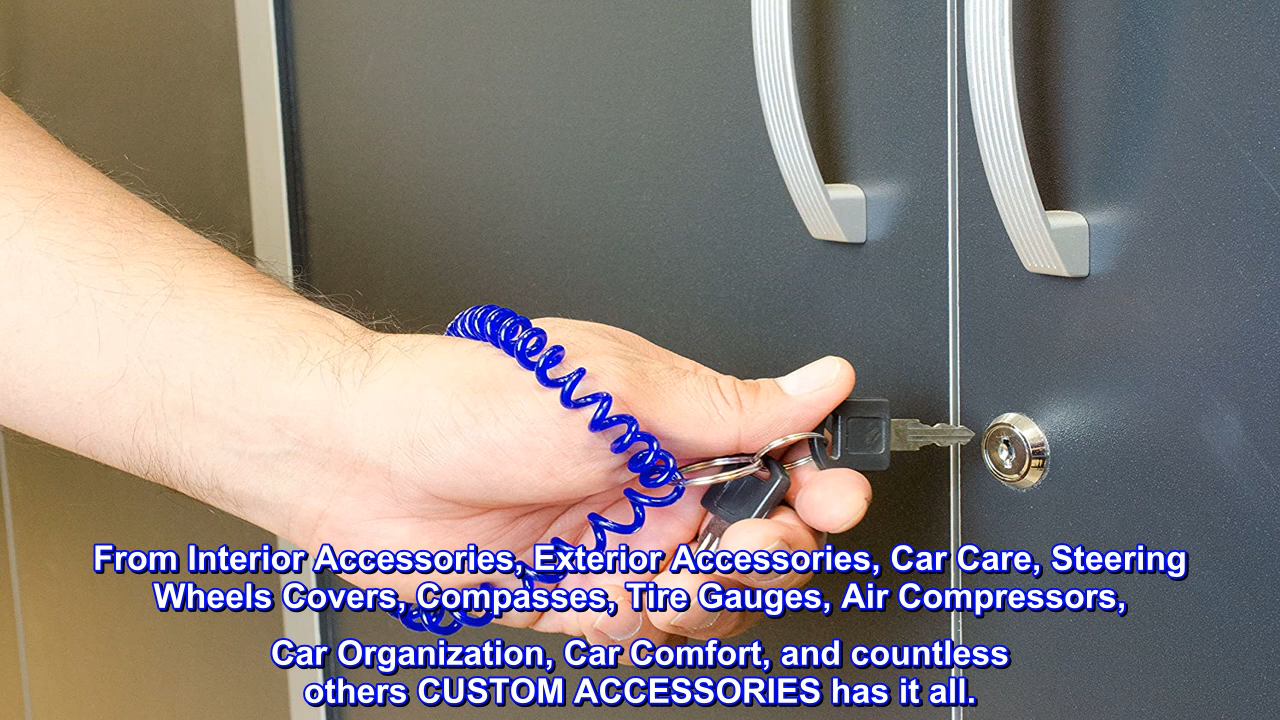 From Interior Accessories, Exterior Accessories, Car Care, Steering
Wheels Covers, Compasses, Tire Gauges, Air Compressors,
Car Organization, Car Comfort, and countless
others CUSTOM ACCESSORIES has it all.